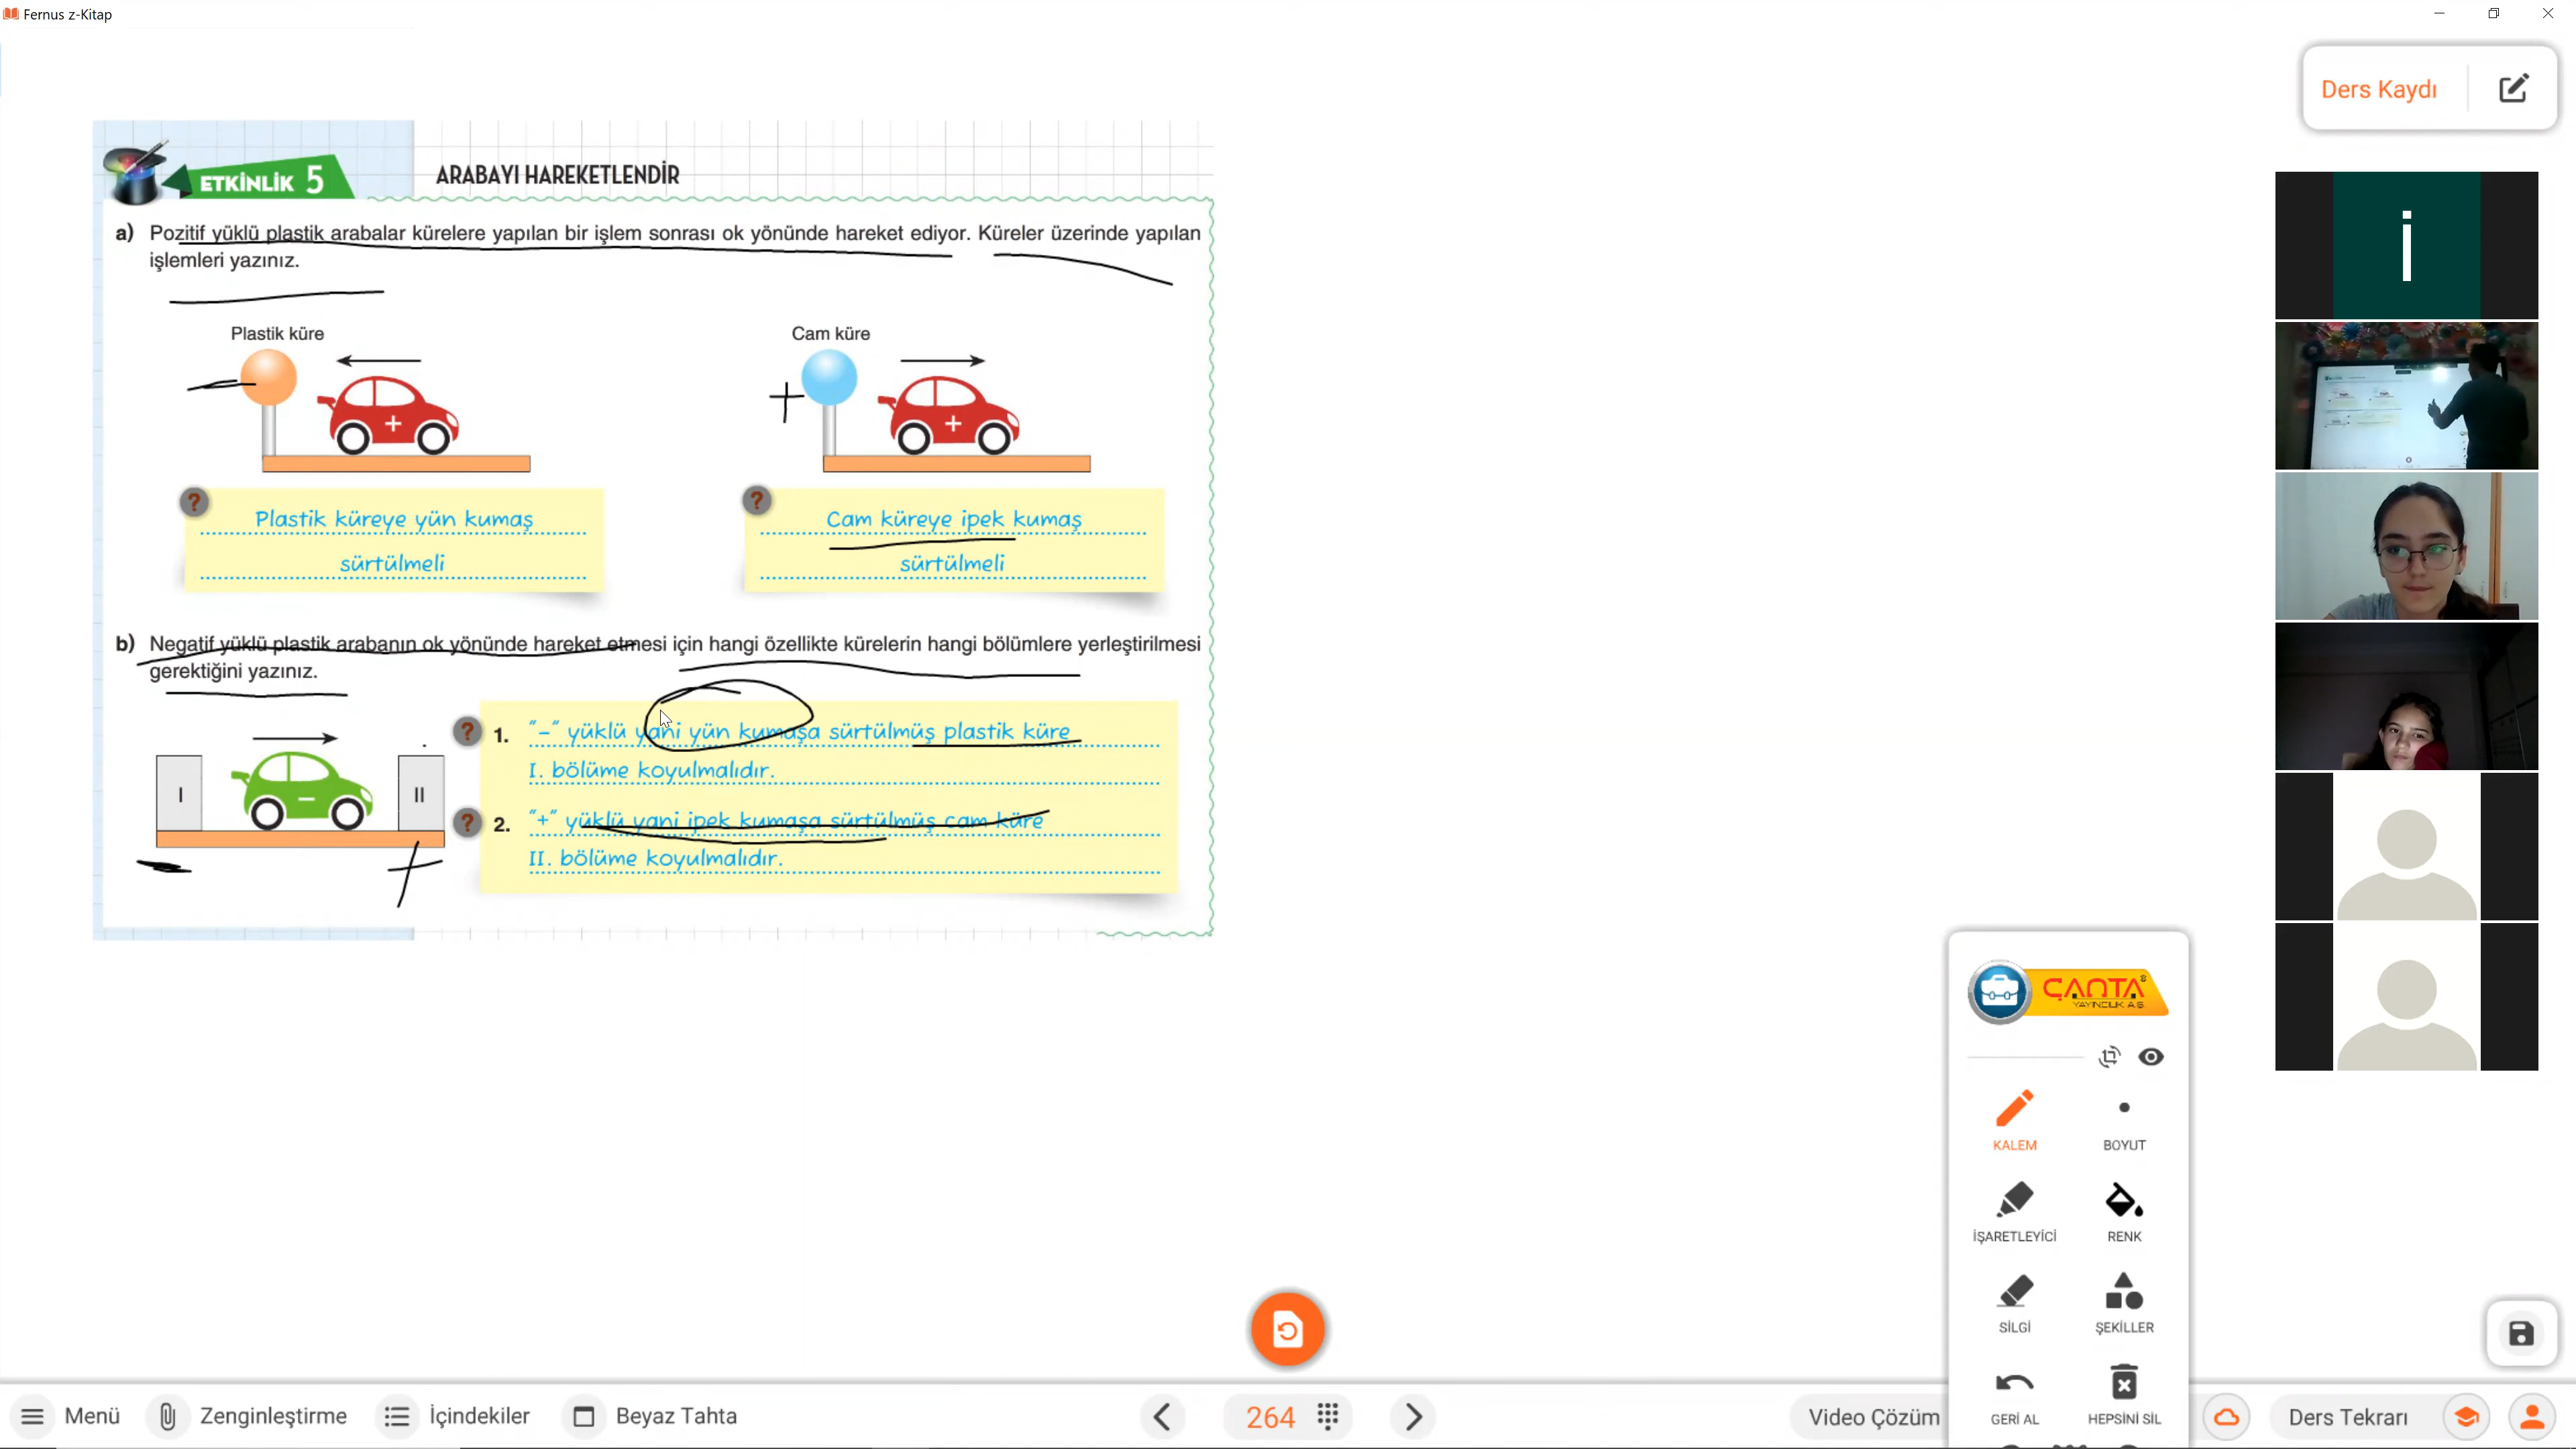 Fernus z-Kitap
Ders Kaydı
ETKİNLİK 5
ARABAYI HAREKETLENDİR
a) Pozitif yüklü plastik arabalar kürelere yapılan bir işlem sonrası ok yönünde hareket ediyor. Küreler üzerinde yapılan
işlemleri yazınız.
Plastik küre
Cam küre
− + + +
? Plastik küreye yün kumaş
sürtülmeli
? Cam küreye ipek kumaş
sürtülmeli
b) Negatif yüklü plastik arabanın ok yönünde hareket etmesi için hangi özellikte kürelerin hangi bölümlere yerleştirilmesi
gerektiğini yazınız.
I − II
− +
? 1. "−" yüklü yani yün kumaşa sürtülmüş plastik küre
I. bölüme koyulmalıdır.
? 2. "+" yüklü yani ipek kumaşa sürtülmüş cam küre
II. bölüme koyulmalıdır.
i
ÇANTA
YAYINCILIK A.Ş.
KALEM
BOYUT
İŞARETLEYİCİ
RENK
SİLGİ
ŞEKİLLER
GERİ AL
HEPSİNİ SİL
Menü
Zenginleştirme
İçindekiler
Beyaz Tahta
264
Video Çözüm
Ders Tekrarı